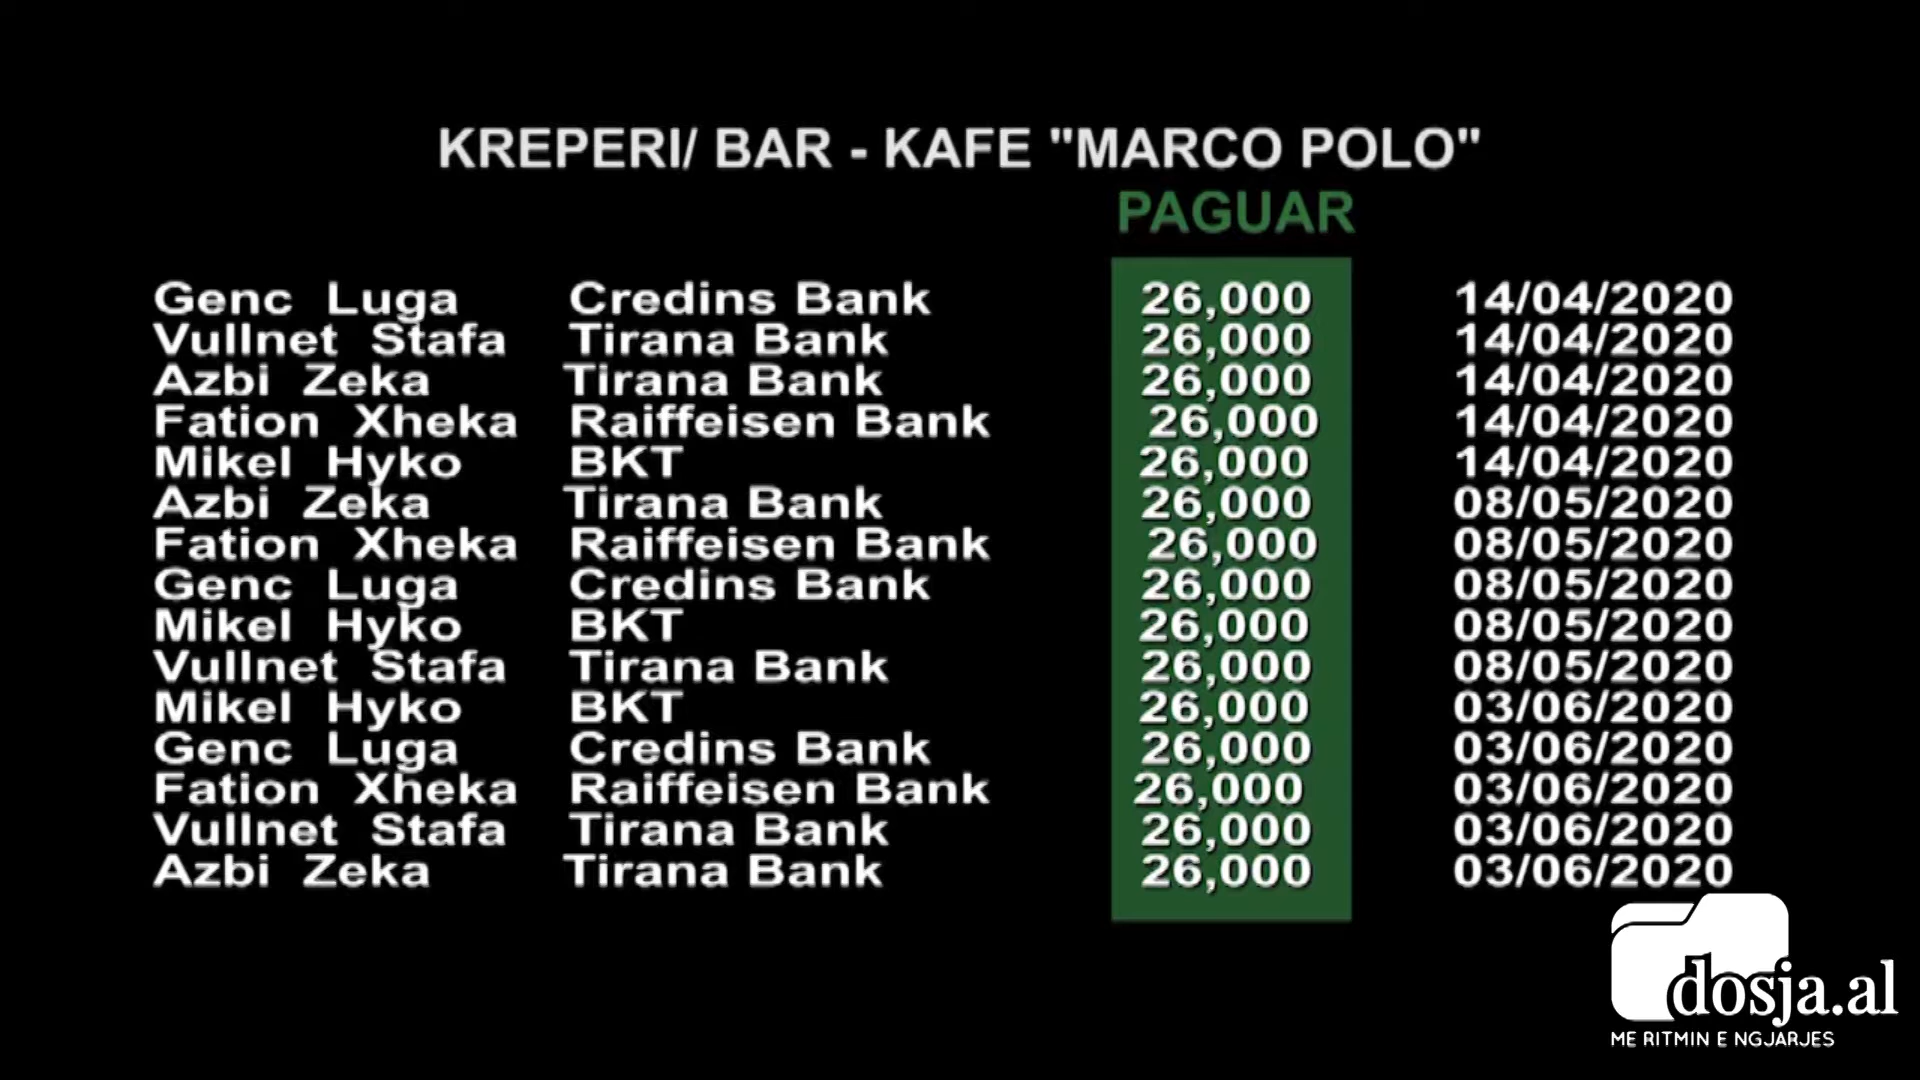 KREPERI/ BAR - KAFE "MARCO POLO"
PAGUAR
Genc Luga Credins Bank 26,000 14/04/2020
Vullnet Stafa Tirana Bank 26,000 14/04/2020
Azbi Zeka Tirana Bank 26,000 14/04/2020
Fation Xheka Raiffeisen Bank 26,000 14/04/2020
Mikel Hyko BKT 26,000 14/04/2020
Azbi Zeka Tirana Bank 26,000 08/05/2020
Fation Xheka Raiffeisen Bank 26,000 08/05/2020
Genc Luga Credins Bank 26,000 08/05/2020
Mikel Hyko BKT 26,000 08/05/2020
Vullnet Stafa Tirana Bank 26,000 08/05/2020
Mikel Hyko BKT 26,000 03/06/2020
Genc Luga Credins Bank 26,000 03/06/2020
Fation Xheka Raiffeisen Bank 26,000 03/06/2020
Vullnet Stafa Tirana Bank 26,000 03/06/2020
Azbi Zeka Tirana Bank 26,000 03/06/2020
dosja.al
ME RITMIN E NGJARJES